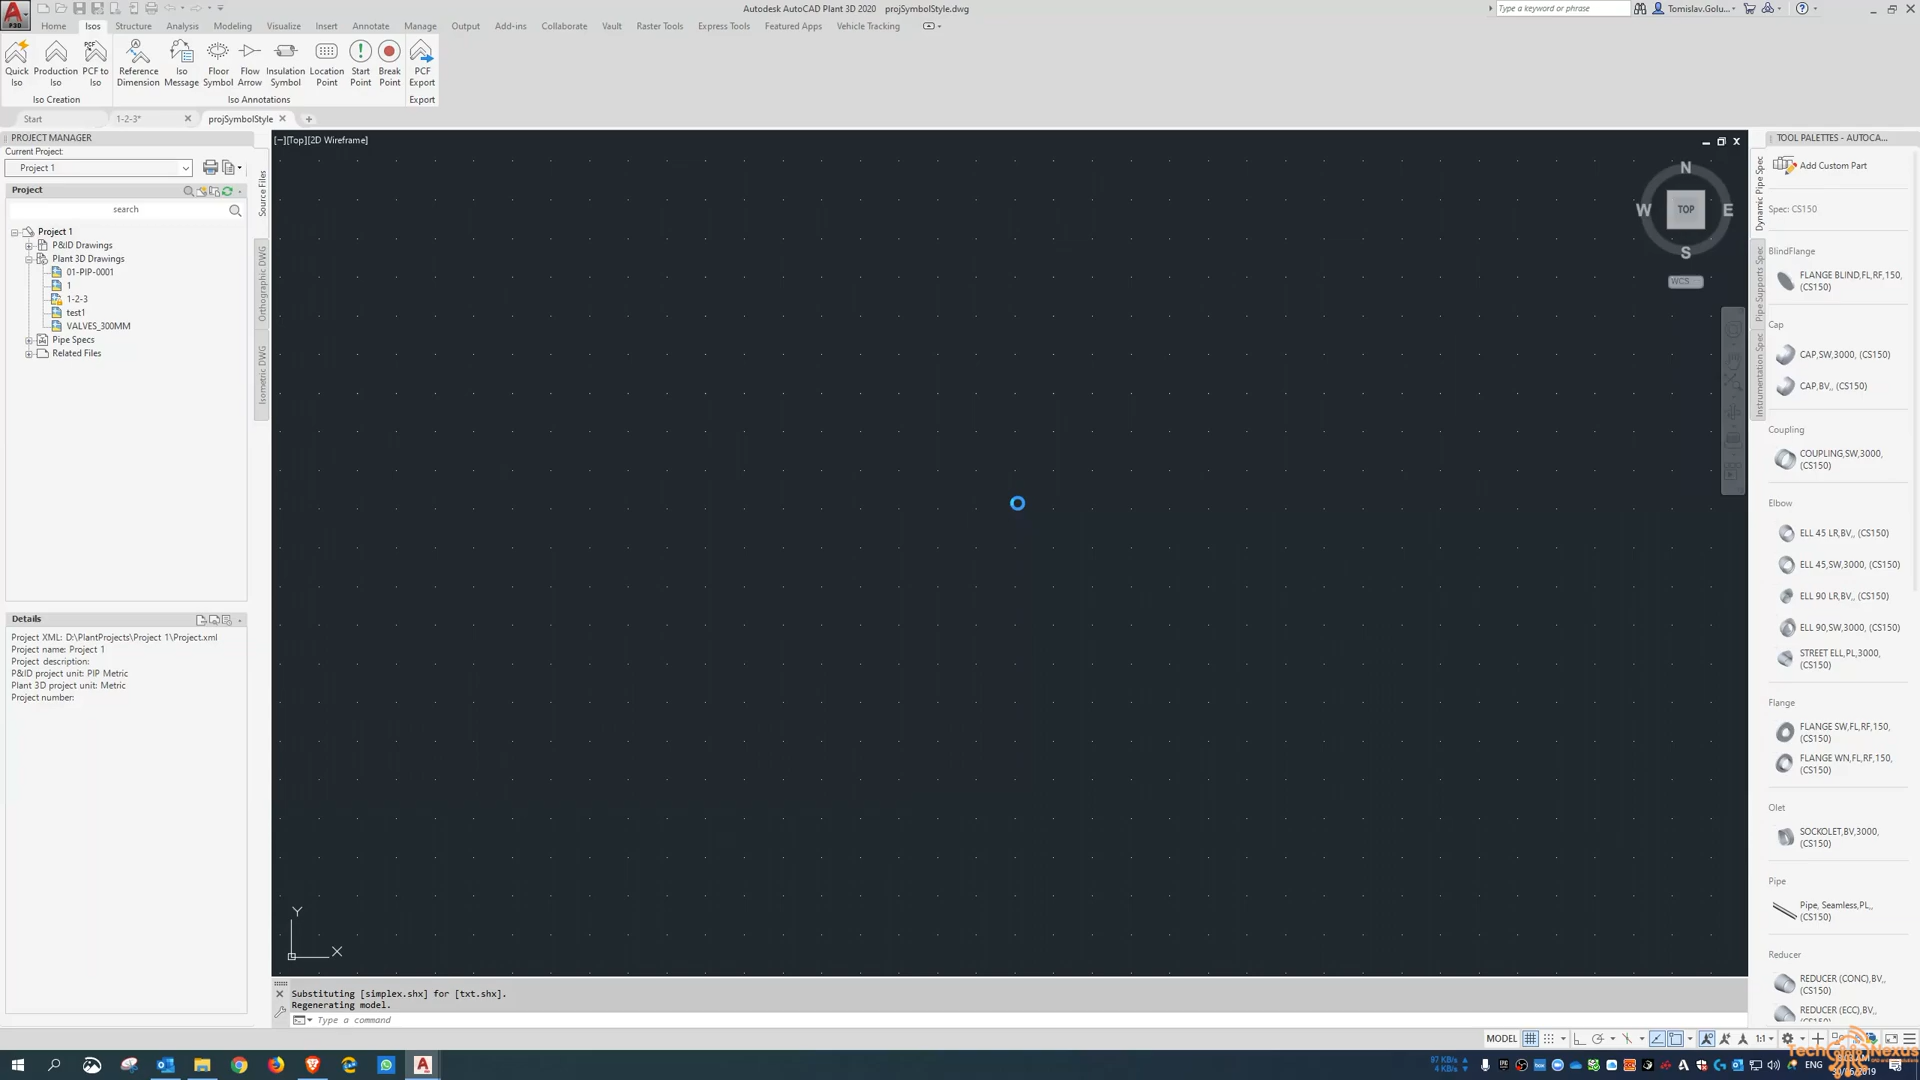 Autodesk AutoCAD Plant 3D 2020 projSymbolStyle.dwg
Type a keyword or phrase
Tomislav.Golu...
P3D
Home Isos Structure Analysis Modeling Visualize Insert Annotate Manage Output Add-ins Collaborate Vault Raster Tools Express Tools Featured Apps Vehicle Tracking
Quick Iso
Production Iso
PCF to Iso
Reference Dimension
Iso Message
Floor Symbol
Flow Arrow
Insulation Symbol
Location Point
Start Point
Break Point
PCF Export
Iso Creation
Iso Annotations
Export
Start
1-2-3*
projSymbolStyle
PROJECT MANAGER
Current Project:
Project 1
Project
search
Project 1
P&ID Drawings
Plant 3D Drawings
01-PIP-0001
1
1-2-3
test1
VALVES_300MM
Pipe Specs
Related Files
Source Files
Orthographic DWG
Isometric DWG
Details
Project XML: D:\PlantProjects\Project 1\Project.xml
Project name: Project 1
Project description:
P&ID project unit: PIP Metric
Plant 3D project unit: Metric
Project number:
[−][Top][2D Wireframe]
N
W
TOP
E
S
WCS
Y
X
Substituting [simplex.shx] for [txt.shx].
Regenerating model.
Type a command
TOOL PALETTES - AUTOCA...
Dynamic Pipe Spec
Pipe Supports Spec
Instrumentation Spec
Add Custom Part
Spec: CS150
BlindFlange
FLANGE BLIND,FL,RF,150,
(CS150)
Cap
CAP,SW,3000, (CS150)
CAP,BV,, (CS150)
Coupling
COUPLING,SW,3000,
(CS150)
Elbow
ELL 45 LR,BV,, (CS150)
ELL 45,SW,3000, (CS150)
ELL 90 LR,BV,, (CS150)
ELL 90,SW,3000, (CS150)
STREET ELL,PL,3000,
(CS150)
Flange
FLANGE SW,FL,RF,150,
(CS150)
FLANGE WN,FL,RF,150,
(CS150)
Olet
SOCKOLET,BV,3000,
(CS150)
Pipe
Pipe, Seamless,PL,,
(CS150)
Reducer
REDUCER (CONC),BV,,
(CS150)
REDUCER (ECC),BV,,
MODEL
1:1
97 KB/s
4 KB/s
ENG
30/06/2019